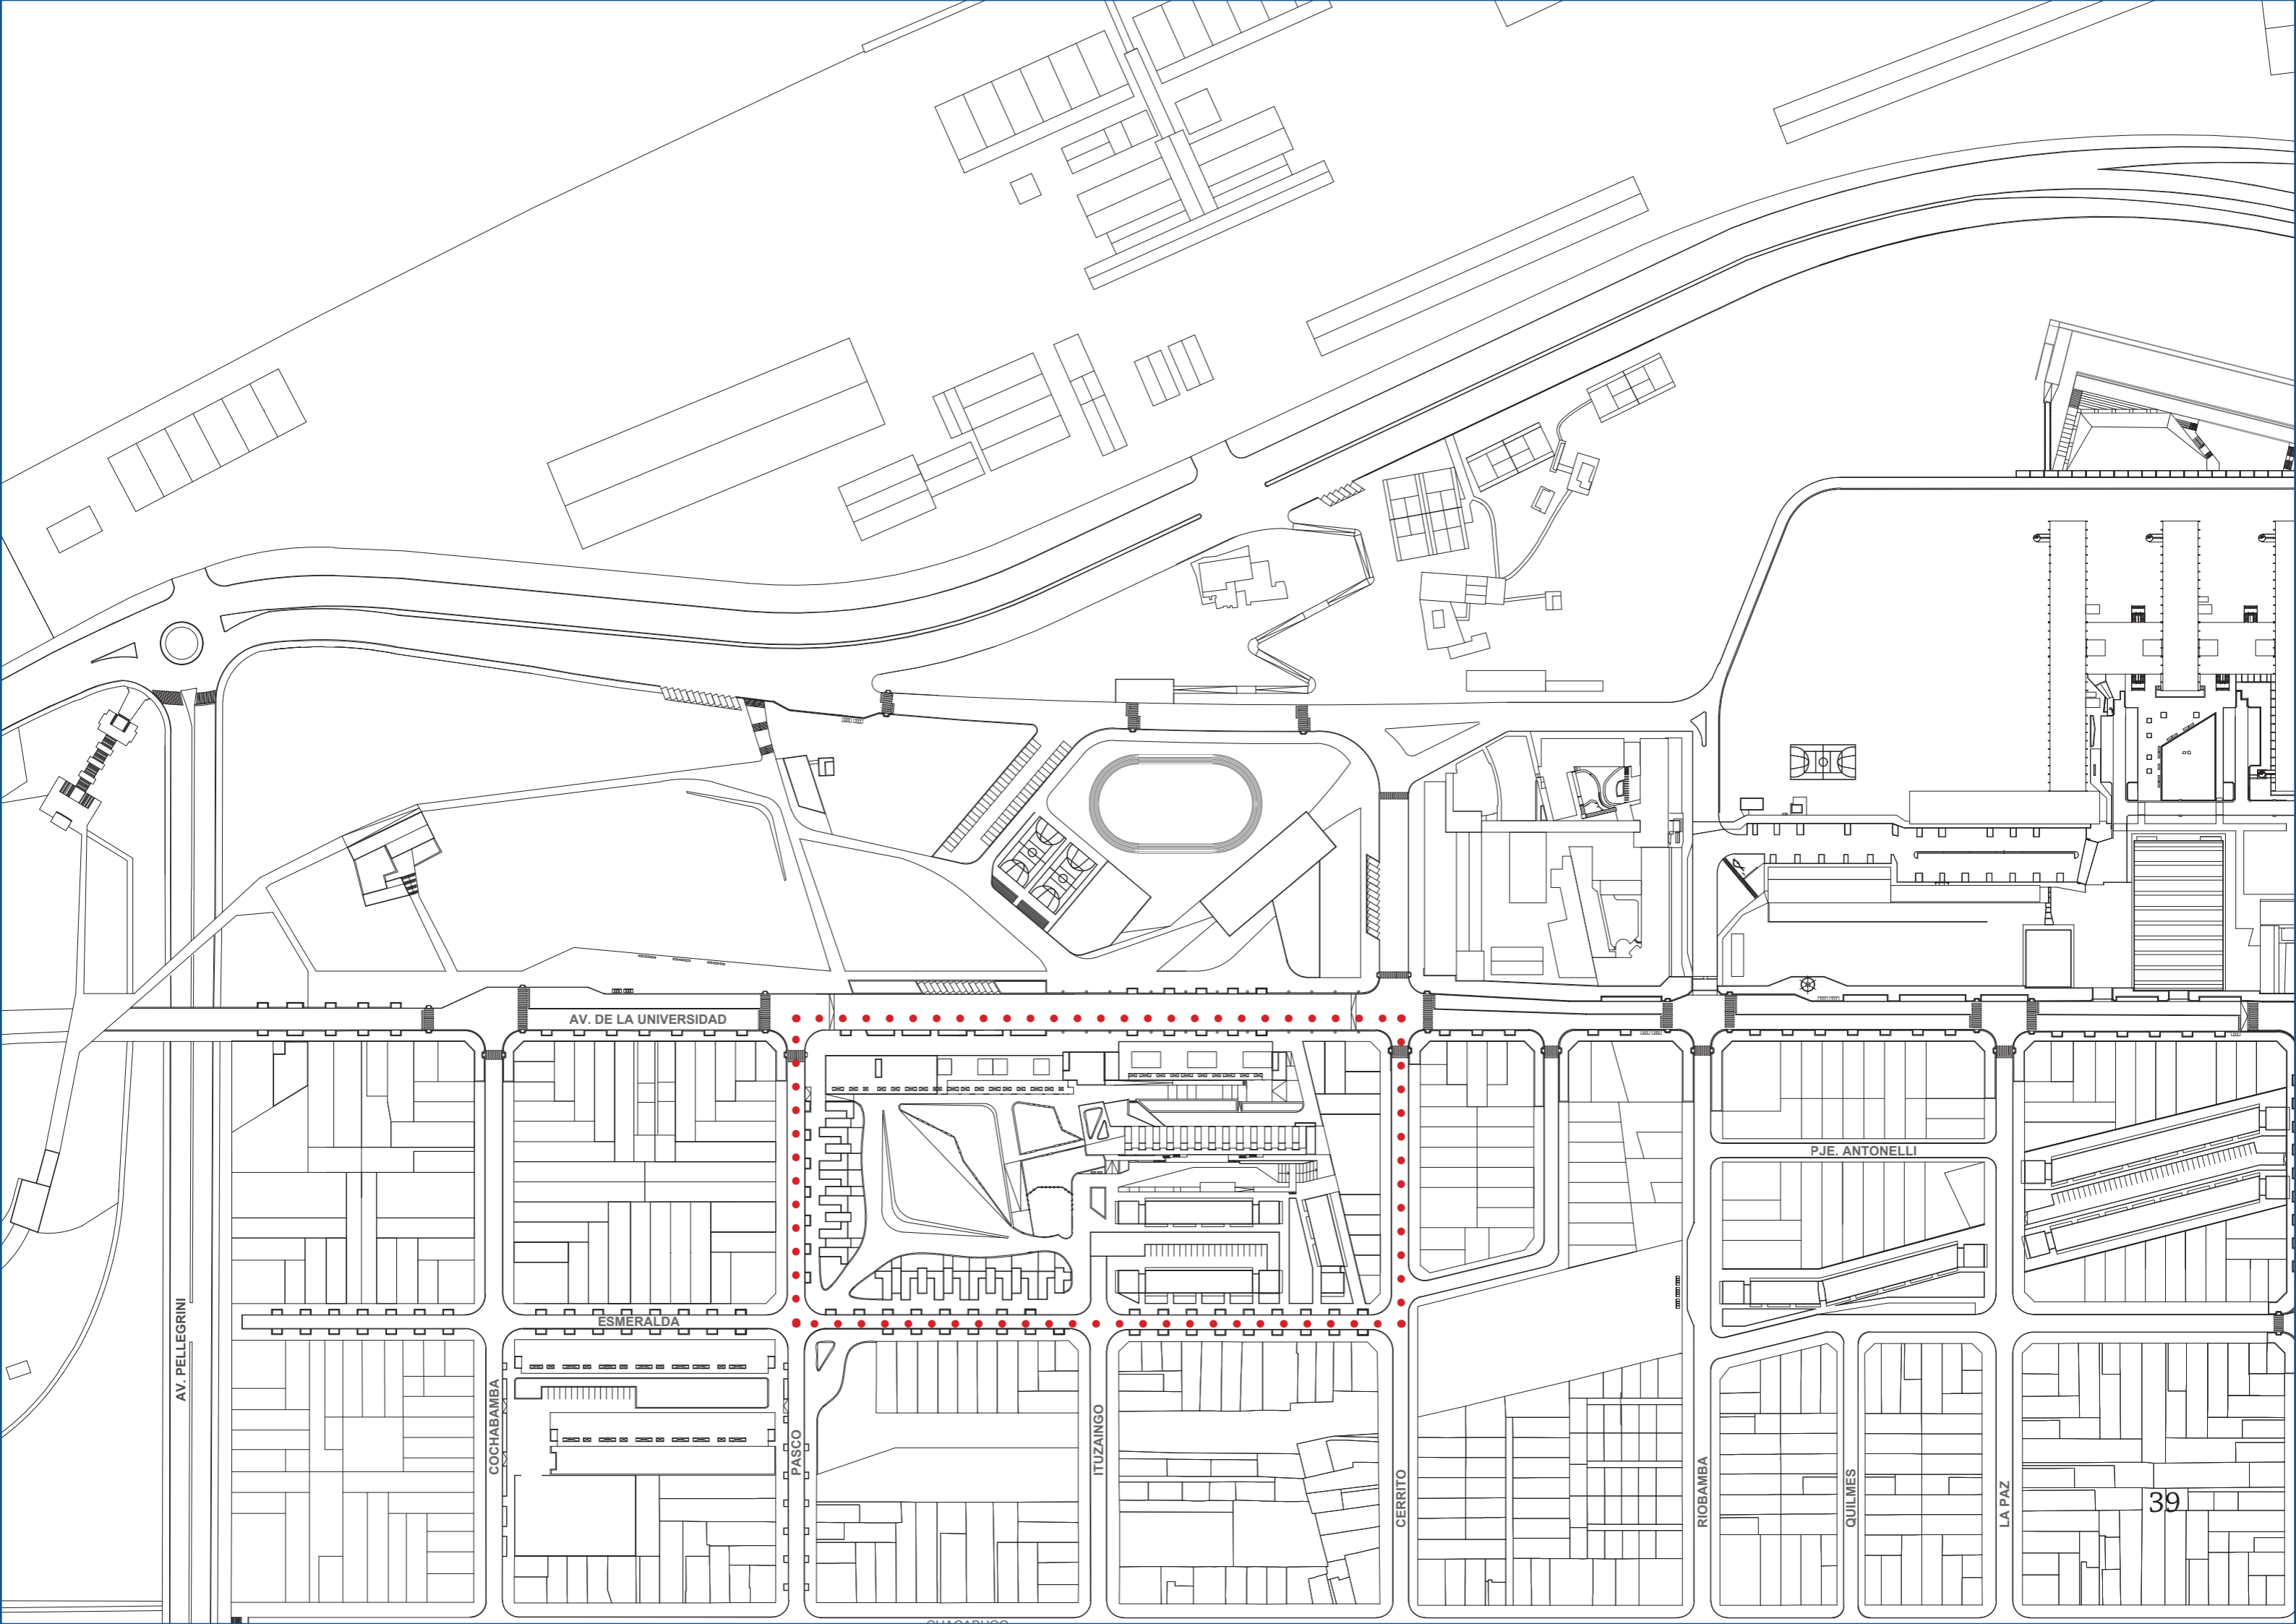 AV. DE LA UNIVERSIDAD
PJE. ANTONELLI
ESMERALDA
AV. PELLEGRINI
COCHABAMBA
PASCO
ITUZAINGO
CERRITO
RIOBAMBA
QUILMES
LA PAZ
39